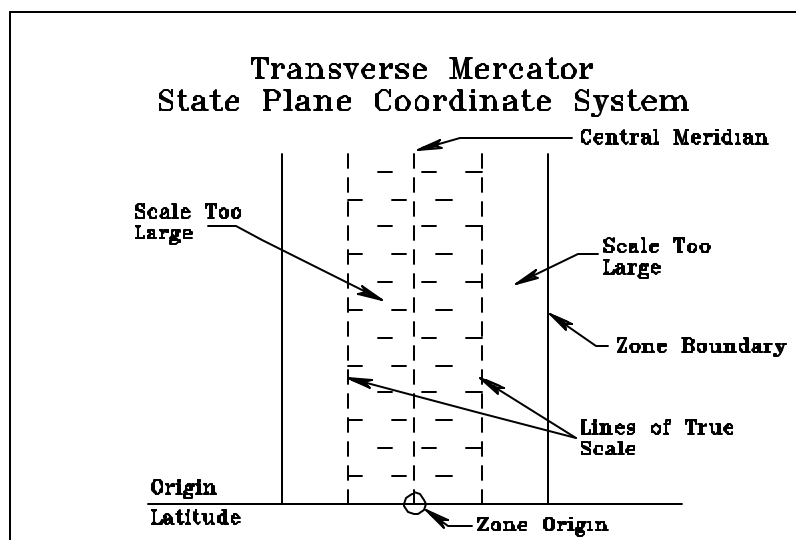 Transverse Mercator
State Plane Coordinate System
Central Meridian
Scale Too
Large
Scale Too
Large
Zone Boundary
Lines of True
Scale
Origin
Latitude
Zone Origin